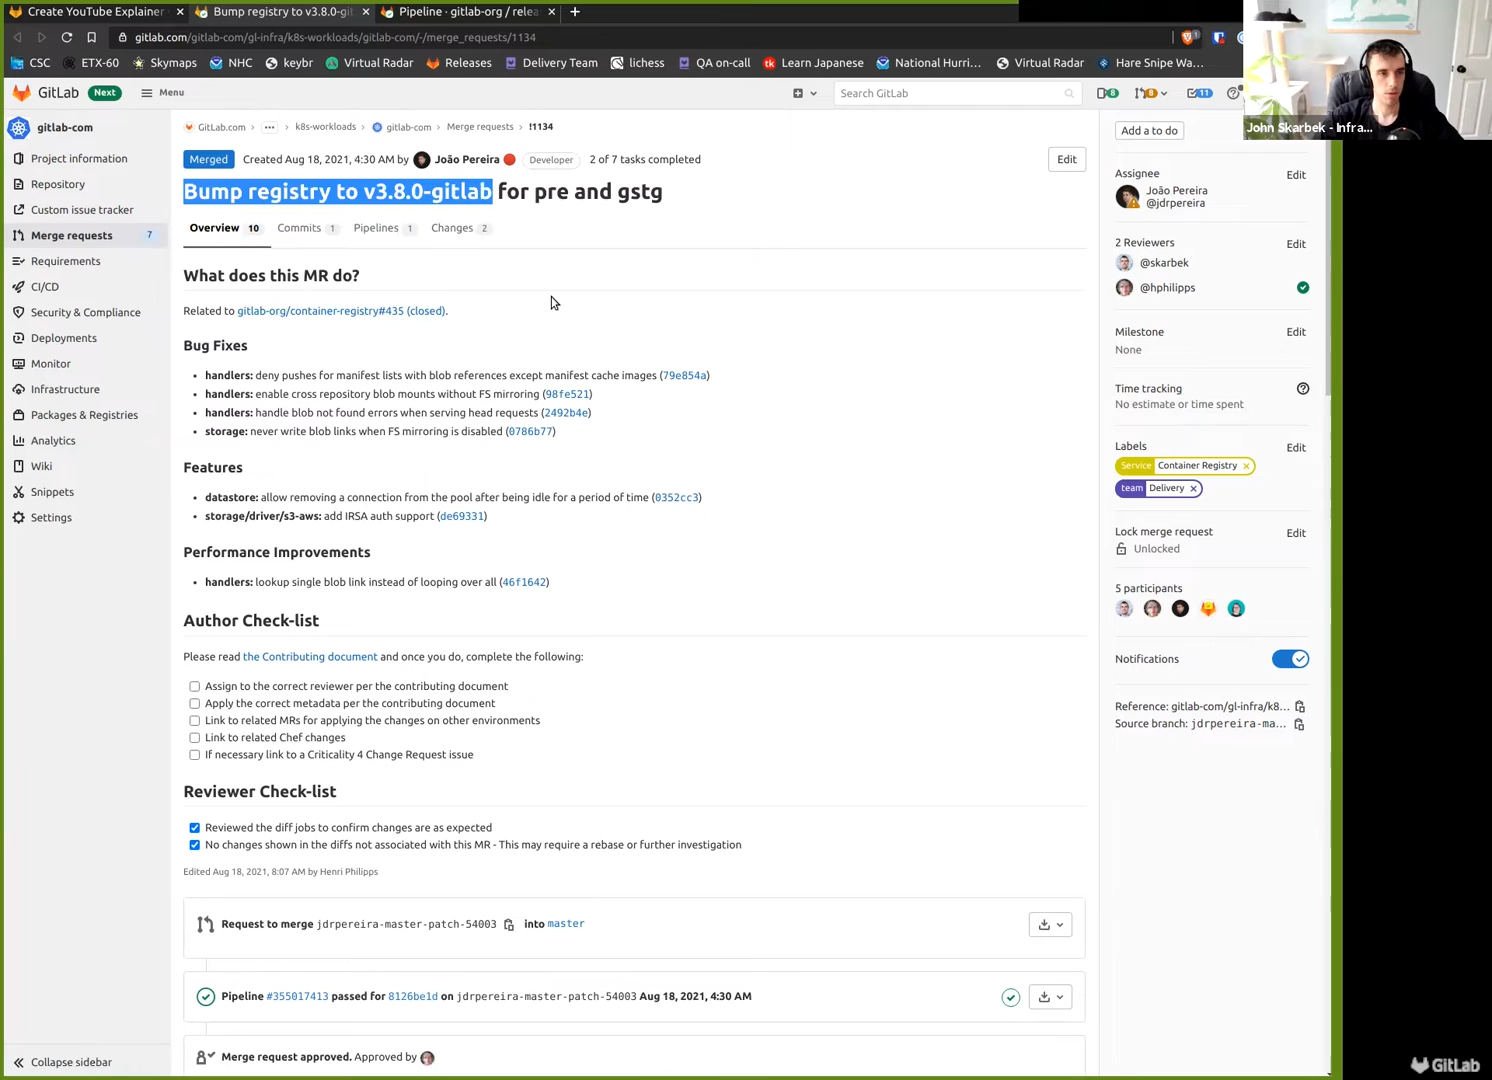 Create YouTube Explainer
Bump registry to v3.8.0-git
Pipeline · gitlab-org / relea
gitlab.com/gitlab-com/gl-infra/k8s-workloads/gitlab-com/-/merge_requests/1134
CSC
ETX-60
Skymaps
NHC
keybr
Virtual Radar
Releases
Delivery Team
lichess
QA on-call
Learn Japanese
National Hurri...
Virtual Radar
Hare Snipe Wa...
John Skarbek - Infra...
GitLab
Next
Menu
Search GitLab
8
8
11
gitlab-com
Project information
Repository
Custom issue tracker
Merge requests 7
Requirements
CI/CD
Security & Compliance
Deployments
Monitor
Infrastructure
Packages & Registries
Analytics
Wiki
Snippets
Settings
Collapse sidebar
GitLab.com > ... > k8s-workloads > gitlab-com > Merge requests > !1134
Merged Created Aug 18, 2021, 4:30 AM by João Pereira Developer 2 of 7 tasks completed
Edit
Bump registry to v3.8.0-gitlab for pre and gstg
Overview 10 Commits 1 Pipelines 1 Changes 2
What does this MR do?
Related to gitlab-org/container-registry#435 (closed).
Bug Fixes
• handlers: deny pushes for manifest lists with blob references except manifest cache images (79e854a)
• handlers: enable cross repository blob mounts without FS mirroring (98fe521)
• handlers: handle blob not found errors when serving head requests (2492b4e)
• storage: never write blob links when FS mirroring is disabled (0786b77)
Features
• datastore: allow removing a connection from the pool after being idle for a period of time (0352cc3)
• storage/driver/s3-aws: add IRSA auth support (de69331)
Performance Improvements
• handlers: lookup single blob link instead of looping over all (46f1642)
Author Check-list
Please read the Contributing document and once you do, complete the following:
Assign to the correct reviewer per the contributing document
Apply the correct metadata per the contributing document
Link to related MRs for applying the changes on other environments
Link to related Chef changes
If necessary link to a Criticality 4 Change Request issue
Reviewer Check-list
Reviewed the diff jobs to confirm changes are as expected
No changes shown in the diffs not associated with this MR - This may require a rebase or further investigation
Edited Aug 18, 2021, 8:07 AM by Henri Philipps
Request to merge jdrpereira-master-patch-54003 into master
Pipeline #355017413 passed for 8126be1d on jdrpereira-master-patch-54003 Aug 18, 2021, 4:30 AM
Merge request approved. Approved by
Add a to do
Assignee Edit
João Pereira
@jdrpereira
2 Reviewers Edit
@skarbek
@hphilipps
Milestone Edit
None
Time tracking
No estimate or time spent
Labels Edit
Service Container Registry ×
team Delivery ×
Lock merge request Edit
Unlocked
5 participants
Notifications
Reference: gitlab-com/gl-infra/k8...
Source branch: jdrpereira-ma...
GitLab